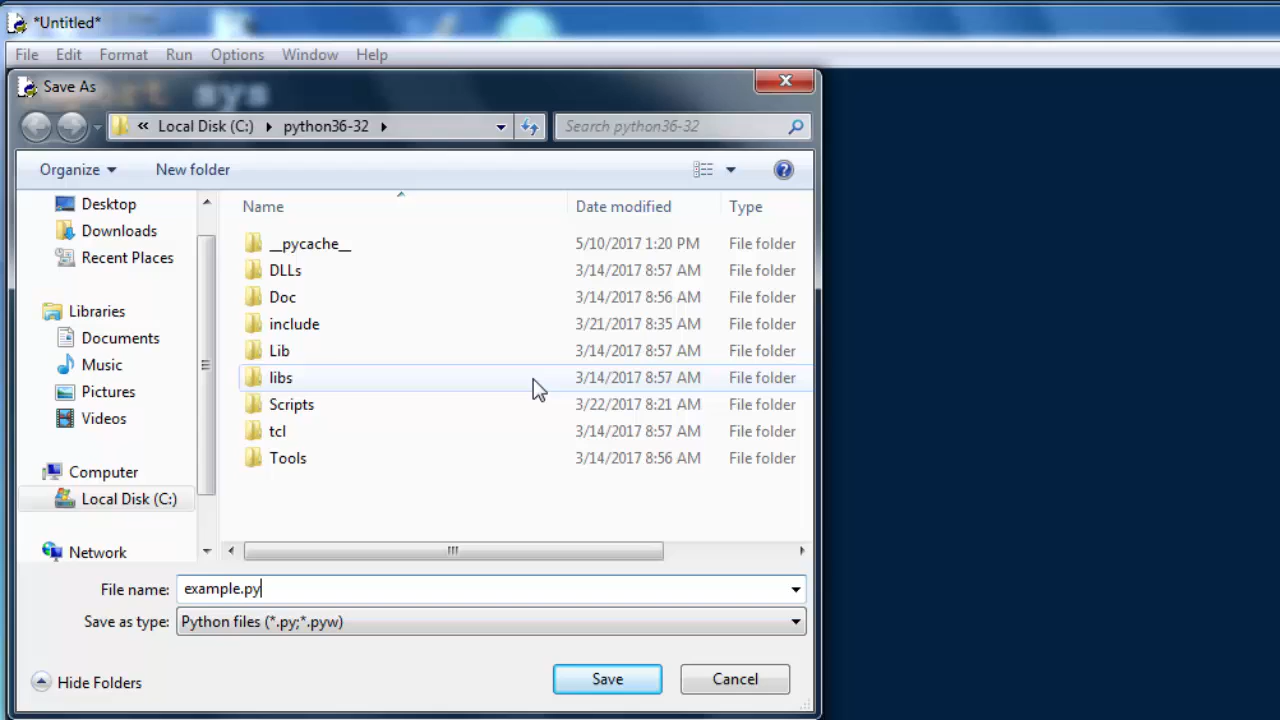 *Untitled*
File Edit Format Run Options Window Help
Save As
sys
« Local Disk (C:) python36-32 Search python36-32
Organize New folder
Name Date modified Type
Desktop
Downloads
Recent Places
Libraries
Documents
Music
Pictures
Videos
Computer
Local Disk (C:)
Network
__pycache__ 5/10/2017 1:20 PM File folder
DLLs 3/14/2017 8:57 AM File folder
Doc 3/14/2017 8:56 AM File folder
include 3/21/2017 8:35 AM File folder
Lib 3/14/2017 8:57 AM File folder
libs 3/14/2017 8:57 AM File folder
Scripts 3/22/2017 8:21 AM File folder
tcl 3/14/2017 8:57 AM File folder
Tools 3/14/2017 8:56 AM File folder
File name: example.py
Save as type: Python files (*.py;*.pyw)
Hide Folders Save Cancel